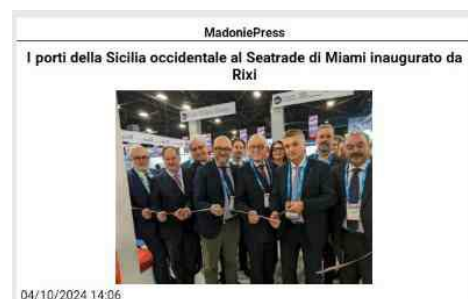 MadoniePress
I porti della Sicilia occidentale al Seatrade di Miami inaugurato da
Rixi
04/10/2024 14:06